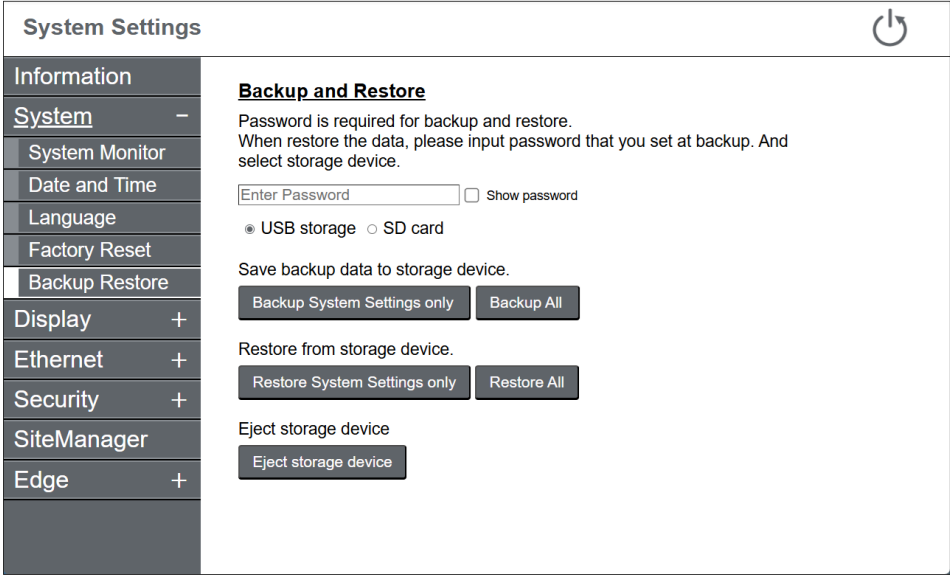 System Settings
Information
System −
System Monitor
Date and Time
Language
Factory Reset
Backup Restore
Display +
Ethernet +
Security +
SiteManager
Edge +
Backup and Restore
Password is required for backup and restore.
When restore the data, please input password that you set at backup. And
select storage device.
Enter Password Show password
USB storage SD card
Save backup data to storage device.
Backup System Settings only Backup All
Restore from storage device.
Restore System Settings only Restore All
Eject storage device
Eject storage device